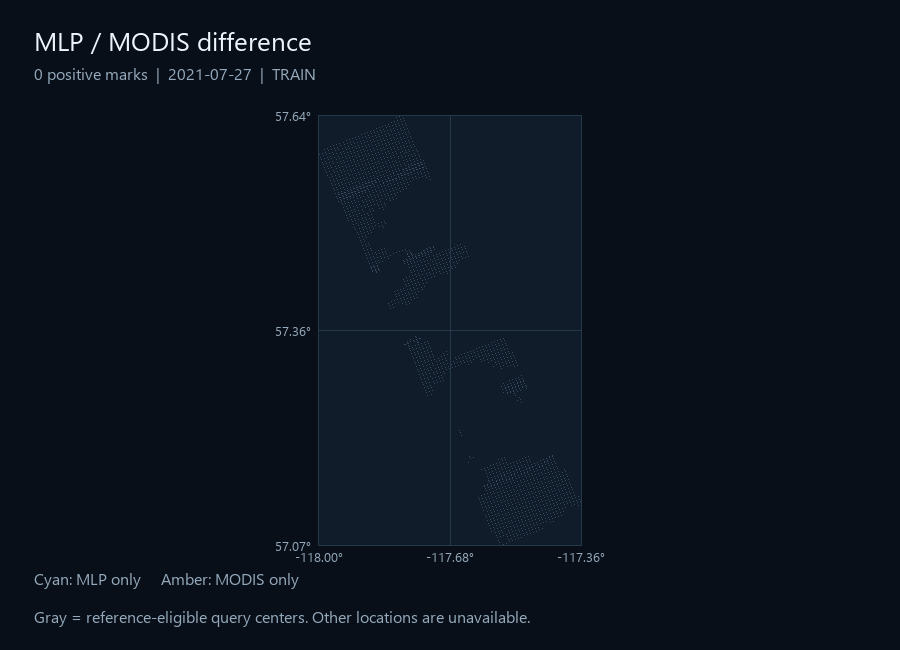 MLP / MODIS difference
0 positive marks | 2021-07-27 | TRAIN
57.64°
57.36°
57.07°
-118.00° -117.68° -117.36°
Cyan: MLP only Amber: MODIS only
Gray = reference-eligible query centers. Other locations are unavailable.